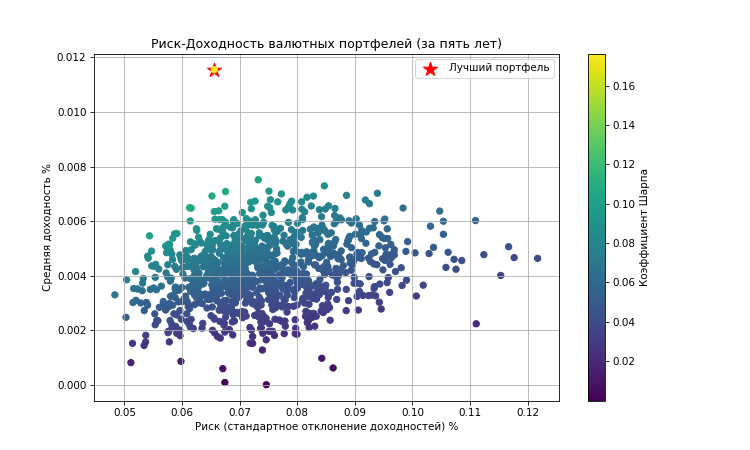 Риск-Доходность валютных портфелей (за пять лет)
Лучший портфель
Средняя доходность %
0.012
0.010
0.008
0.006
0.004
0.002
0.000
0.05 0.06 0.07 0.08 0.09 0.10 0.11 0.12
Риск (стандартное отклонение доходностей) %
0.16
0.14
0.12
0.10
0.08
0.06
0.04
0.02
Коэффициент Шарпа